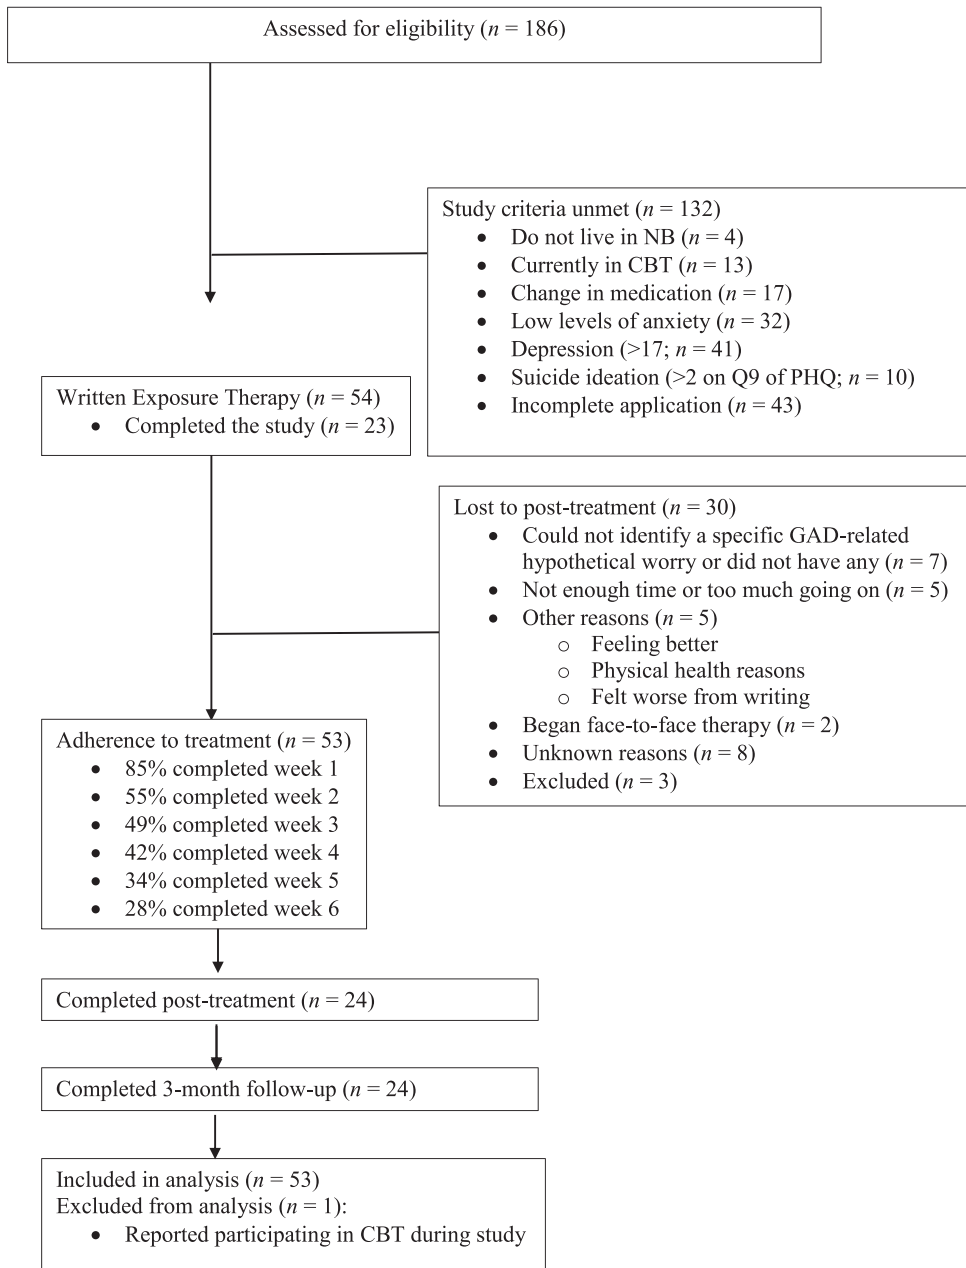 Assessed for eligibility (n = 186)
Study criteria unmet (n = 132)
• Do not live in NB (n = 4)
• Currently in CBT (n = 13)
• Change in medication (n = 17)
• Low levels of anxiety (n = 32)
• Depression (>17; n = 41)
• Suicide ideation (>2 on Q9 of PHQ; n = 10)
• Incomplete application (n = 43)
Written Exposure Therapy (n = 54)
• Completed the study (n = 23)
Lost to post-treatment (n = 30)
• Could not identify a specific GAD-related
hypothetical worry or did not have any (n = 7)
• Not enough time or too much going on (n = 5)
• Other reasons (n = 5)
o Feeling better
o Physical health reasons
o Felt worse from writing
• Began face-to-face therapy (n = 2)
• Unknown reasons (n = 8)
• Excluded (n = 3)
Adherence to treatment (n = 53)
• 85% completed week 1
• 55% completed week 2
• 49% completed week 3
• 42% completed week 4
• 34% completed week 5
• 28% completed week 6
Completed post-treatment (n = 24)
Completed 3-month follow-up (n = 24)
Included in analysis (n = 53)
Excluded from analysis (n = 1):
• Reported participating in CBT during study